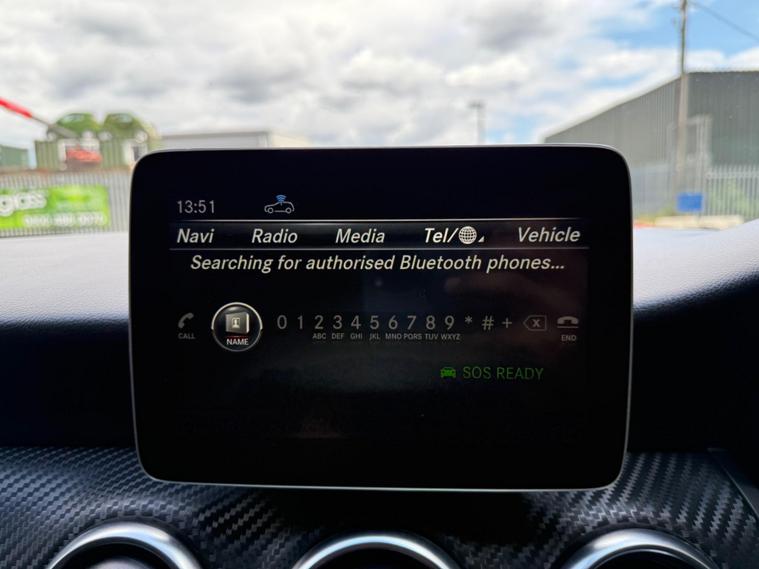 13:51
Navi Radio Media Tel/ Vehicle
Searching for authorised Bluetooth phones...
CALL NAME 0 1 2 3 4 5 6 7 8 9 * # + X END
ABC DEF GHI JKL MNO PQRS TUV WXYZ
SOS READY